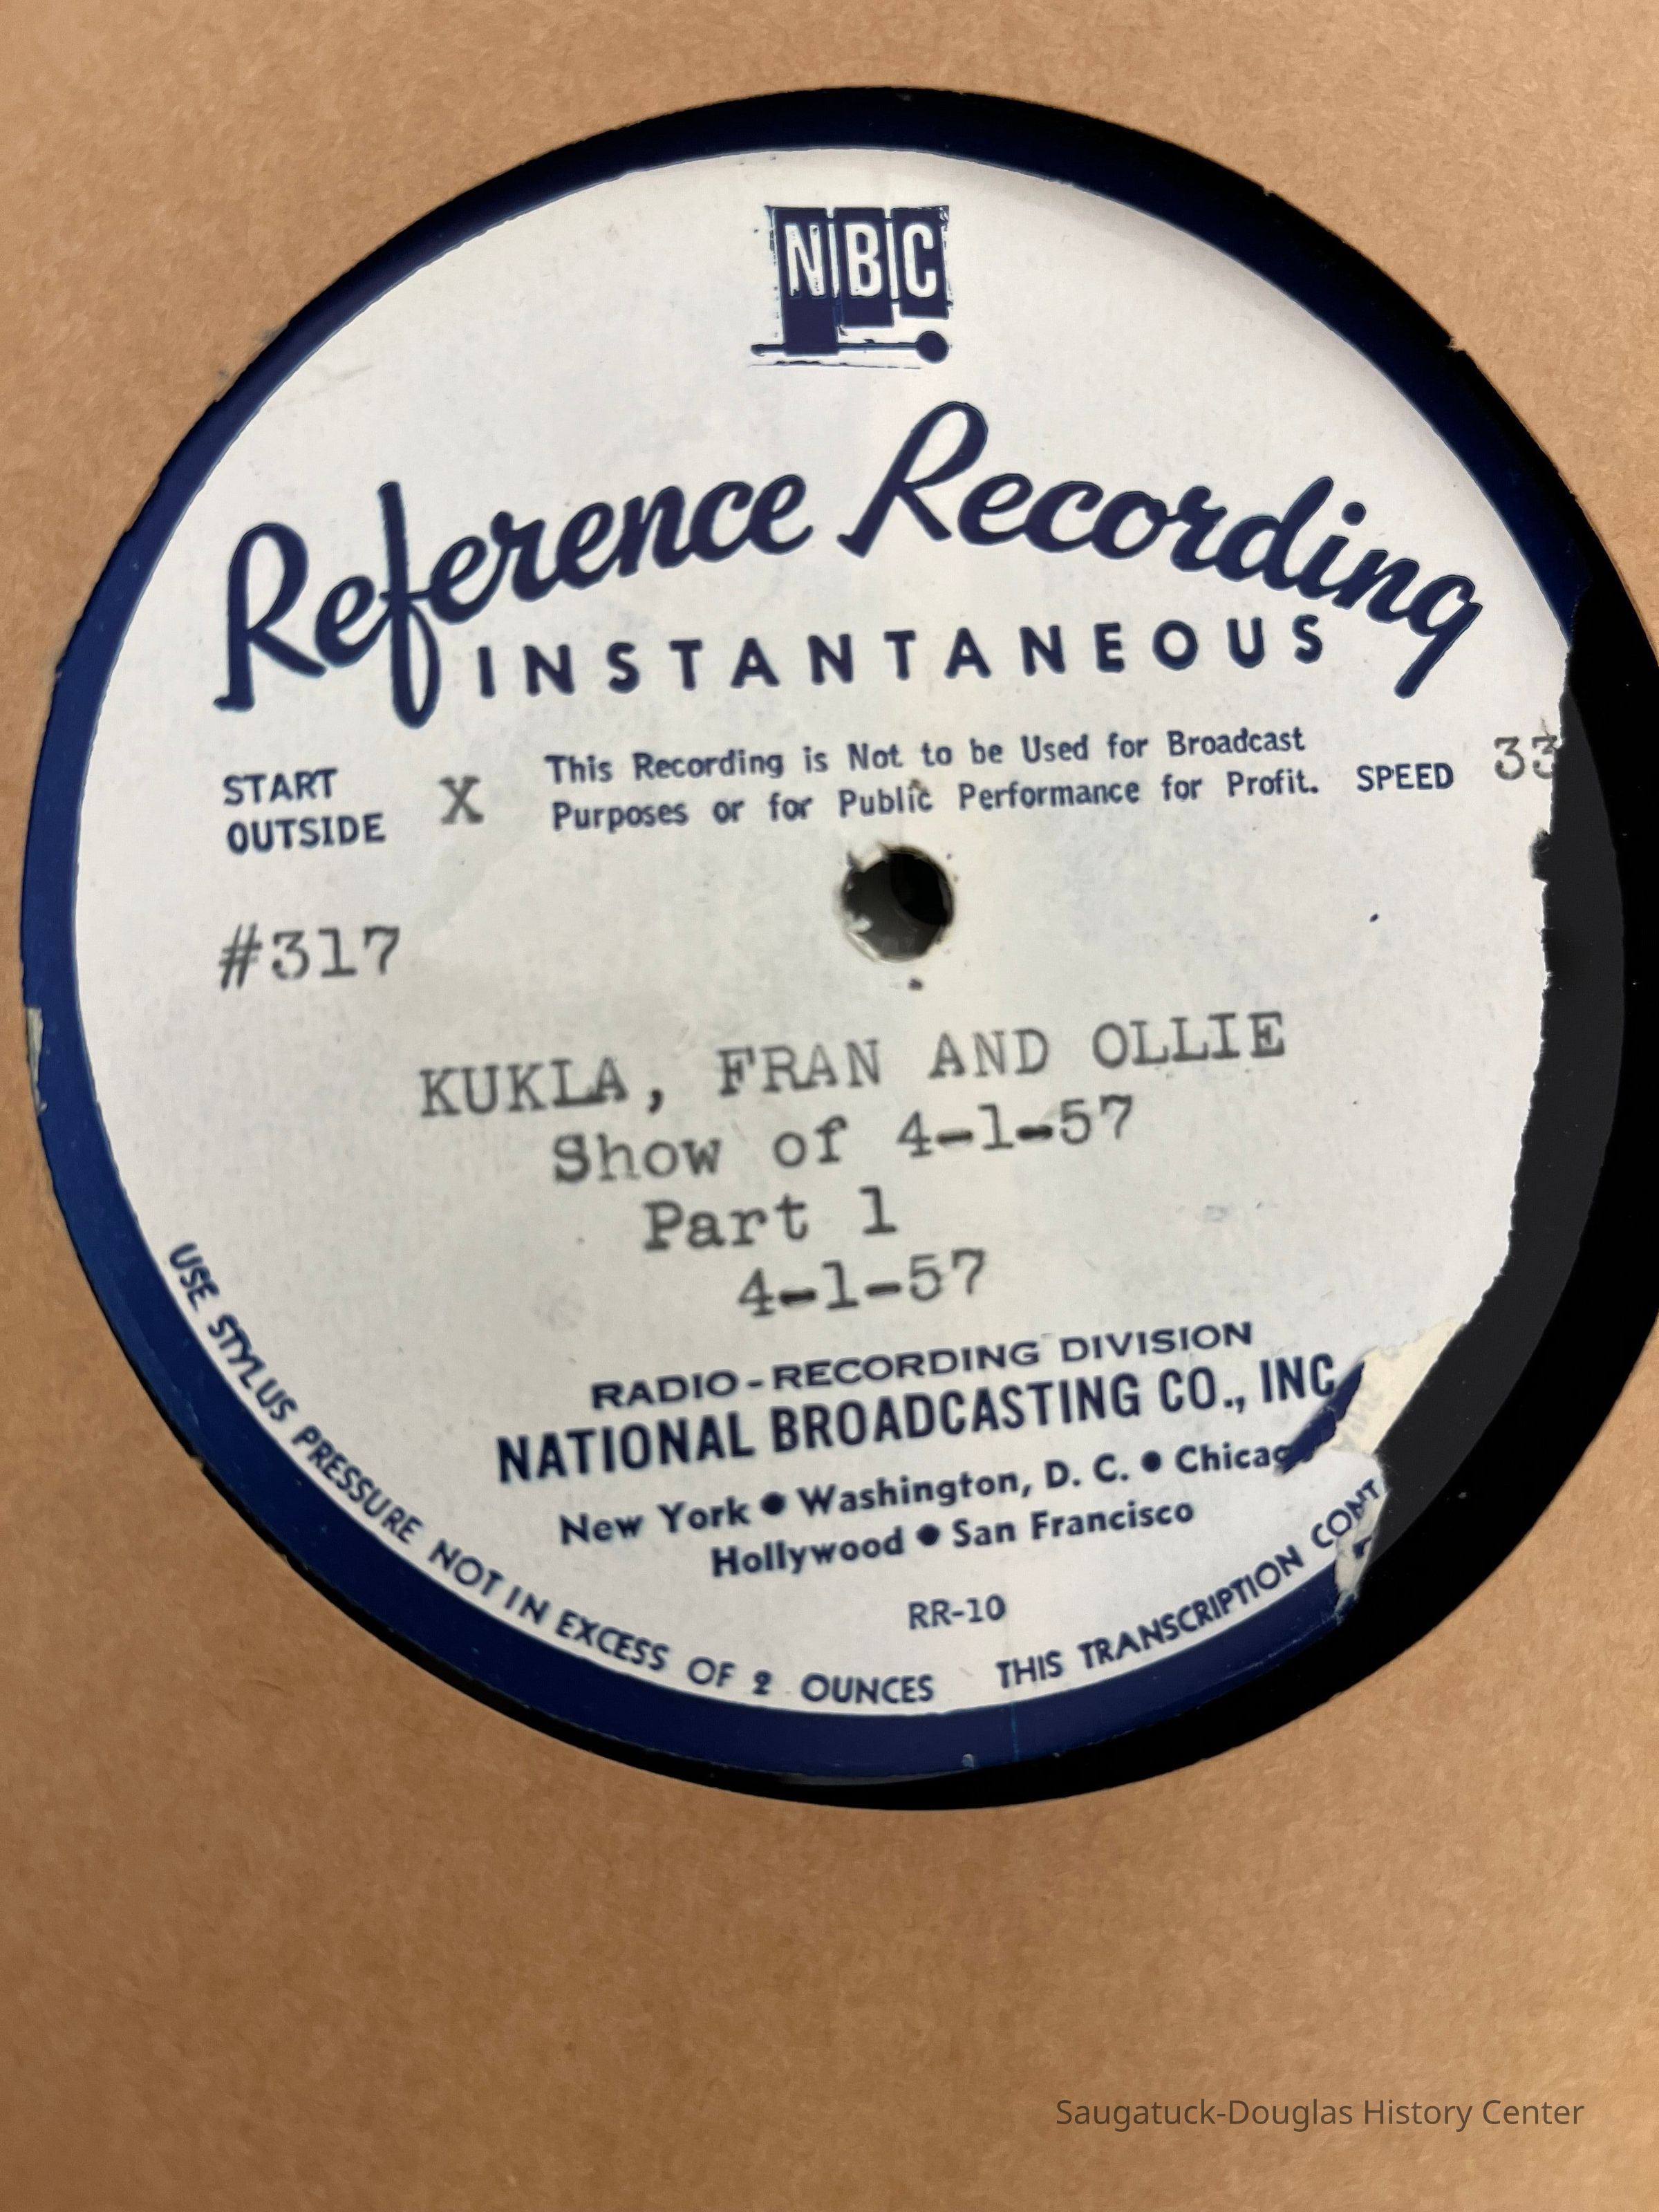 NBC
Reference Recording
INSTANTANEOUS
START OUTSIDE X
This Recording is Not to be Used for Broadcast
Purposes or for Public Performance for Profit.
SPEED 33
#317
KUKLA, FRAN AND OLLIE
Show of 4-1-57
Part 1
4-1-57
RADIO-RECORDING DIVISION
NATIONAL BROADCASTING CO., INC
New York • Washington, D. C. • Chicag
Hollywood • San Francisco
RR-10
USE STYLUS PRESSURE NOT IN EXCESS OF 2 OUNCES THIS TRANSCRIPTION CONT
Saugatuck-Douglas History Center